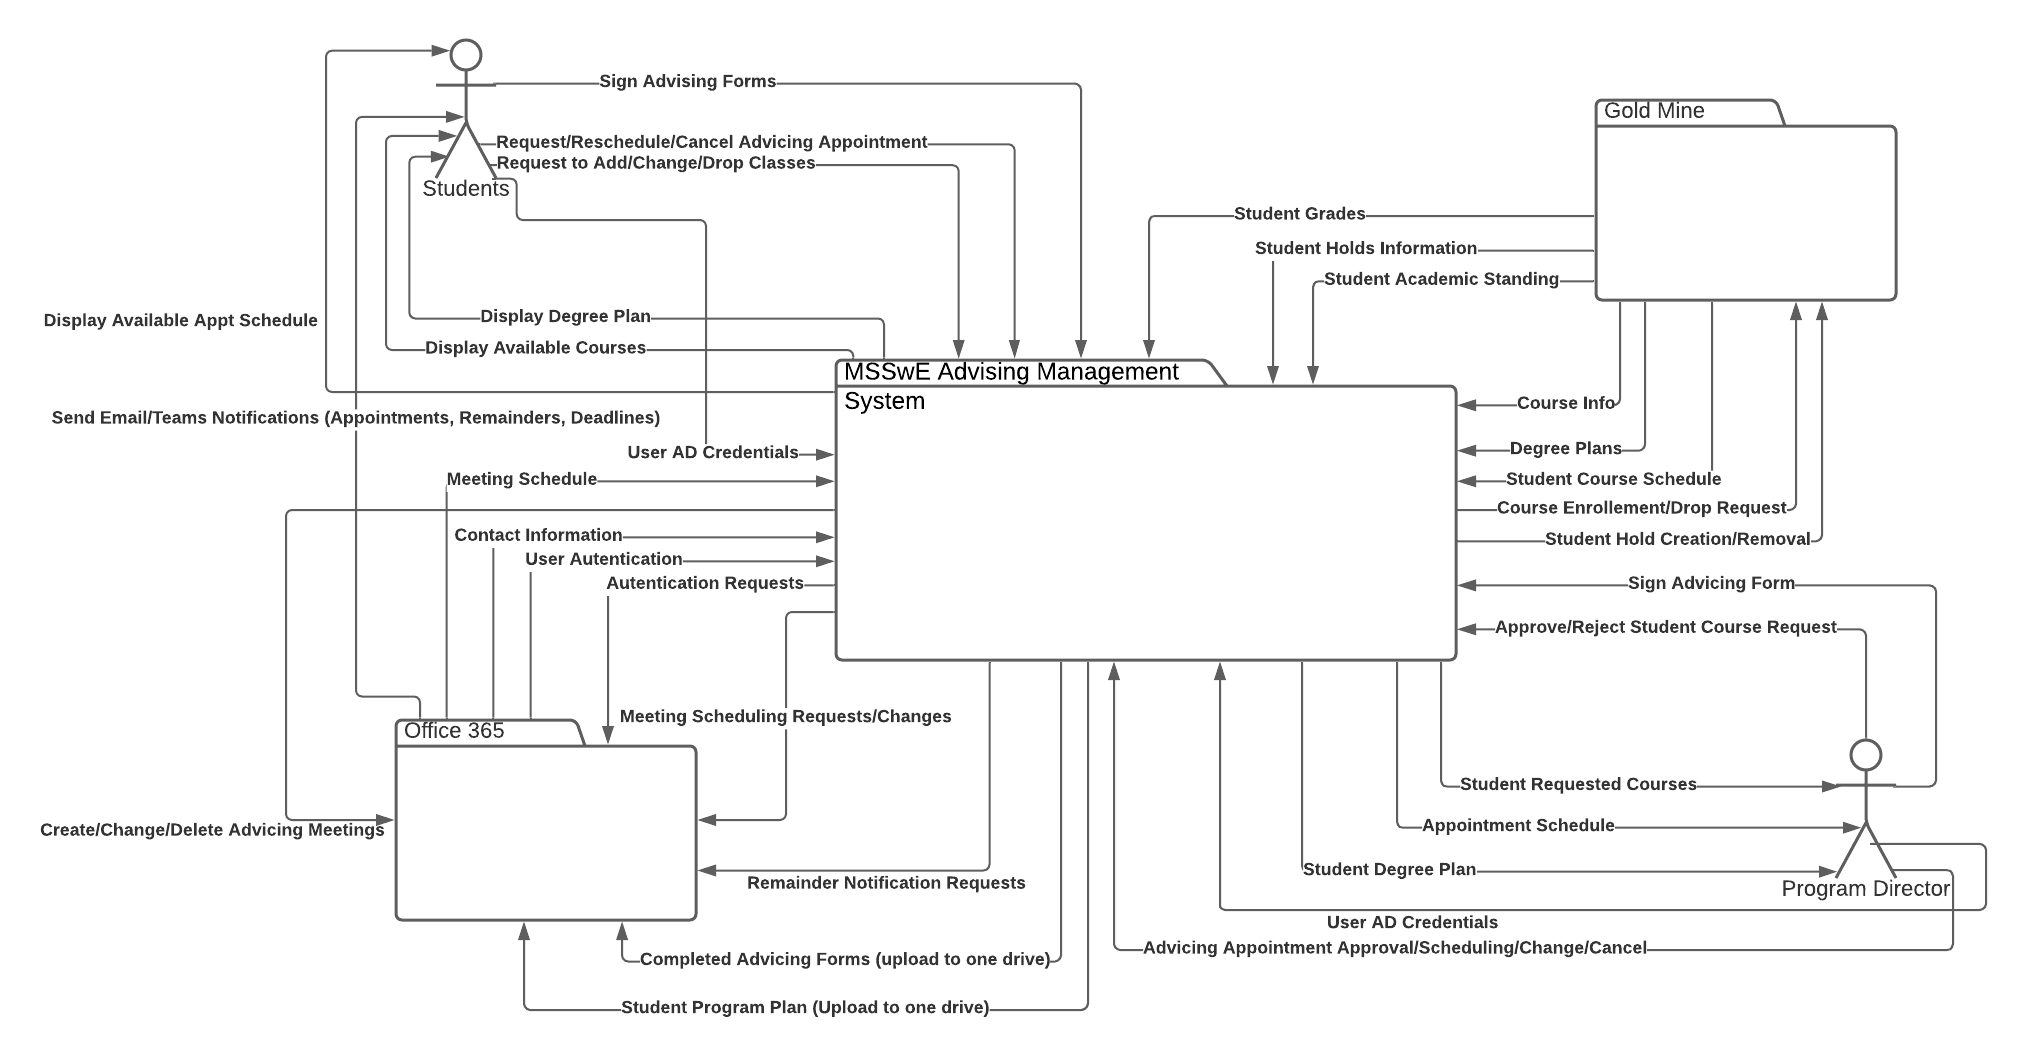 Sign Advising Forms
Gold Mine
Request/Reschedule/Cancel Advicing Appointment
Request to Add/Change/Drop Classes
Students
Student Grades
Student Holds Information
Student Academic Standing
Display Available Appt Schedule
Display Degree Plan
Display Available Courses
MSSwE Advising Management
System
Course Info
Send Email/Teams Notifications (Appointments, Remainders, Deadlines)
User AD Credentials
Degree Plans
Meeting Schedule
Student Course Schedule
Course Enrollement/Drop Request
Contact Information
Student Hold Creation/Removal
User Autentication
Autentication Requests
Sign Advicing Form
Approve/Reject Student Course Request
Meeting Scheduling Requests/Changes
Office 365
Student Requested Courses
Create/Change/Delete Advicing Meetings
Appointment Schedule
Student Degree Plan
Remainder Notification Requests
Program Director
User AD Credentials
Advicing Appointment Approval/Scheduling/Change/Cancel
Completed Advicing Forms (upload to one drive)
Student Program Plan (Upload to one drive)